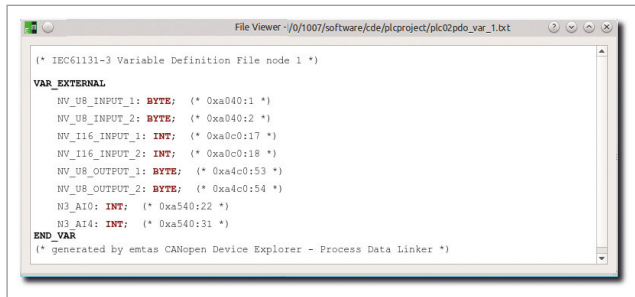 File Viewer - /0/1007/software/cde/plcproject/plc02pdo_var_1.txt
(* IEC61131-3 Variable Definition File node 1 *)
VAR_EXTERNAL
NV_U8_INPUT_1: BYTE; (* 0xa040:1 *)
NV_U8_INPUT_2: BYTE; (* 0xa040:2 *)
NV_I16_INPUT_1: INT; (* 0xa0c0:17 *)
NV_I16_INPUT_2: INT; (* 0xa0c0:18 *)
NV_U8_OUTPUT_1: BYTE; (* 0xa4c0:53 *)
NV_U8_OUTPUT_2: BYTE; (* 0xa4c0:54 *)
N3_AI0: INT; (* 0xa540:22 *)
N3_AI4: INT; (* 0xa540:31 *)
END_VAR
(* generated by emtas CANopen Device Explorer - Process Data Linker *)